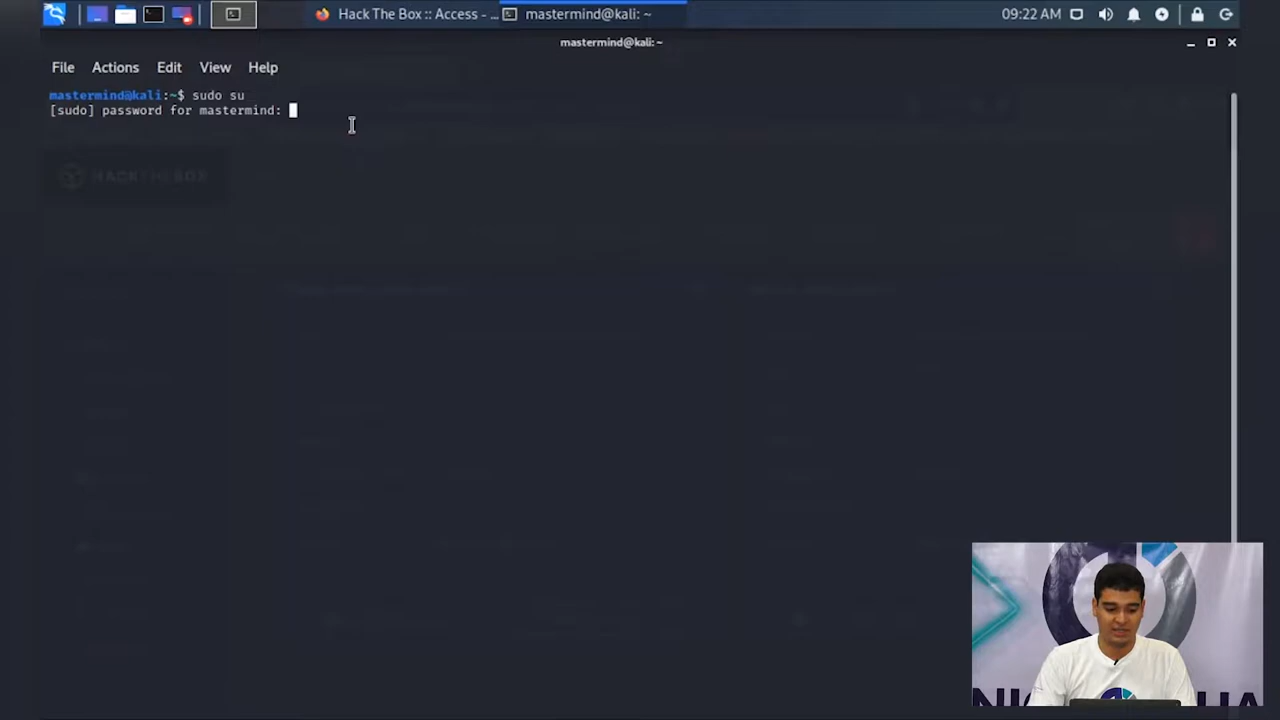 Hack The Box :: Access - ...
mastermind@kali: ~
09:22 AM
mastermind@kali:~
File Actions Edit View Help
mastermind@kali:~$ sudo su
[sudo] password for mastermind:
HACKTHEBOX